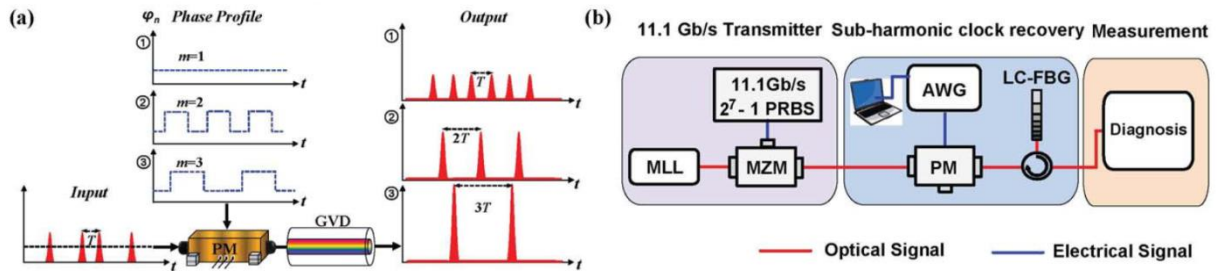 (a)
φn
Phase Profile
①
m=1
t
②
m=2
t
③
m=3
t
Input
T
t
PM
GVD
Output
①
T
t
②
2T
t
③
3T
t
(b)
11.1 Gb/s Transmitter
Sub-harmonic clock recovery
Measurement
11.1Gb/s
2⁷- 1 PRBS
MLL
MZM
AWG
PM
LC-FBG
Diagnosis
Optical Signal
Electrical Signal